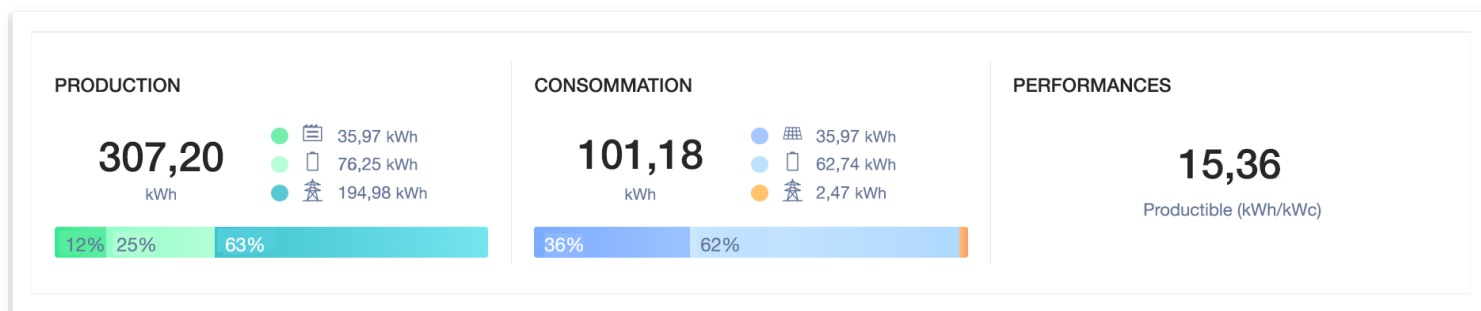 PRODUCTION
307,20
kWh
35,97 kWh
76,25 kWh
194,98 kWh
12% 25% 63%
CONSOMMATION
101,18
kWh
35,97 kWh
62,74 kWh
2,47 kWh
36% 62%
PERFORMANCES
15,36
Productible (kWh/kWc)